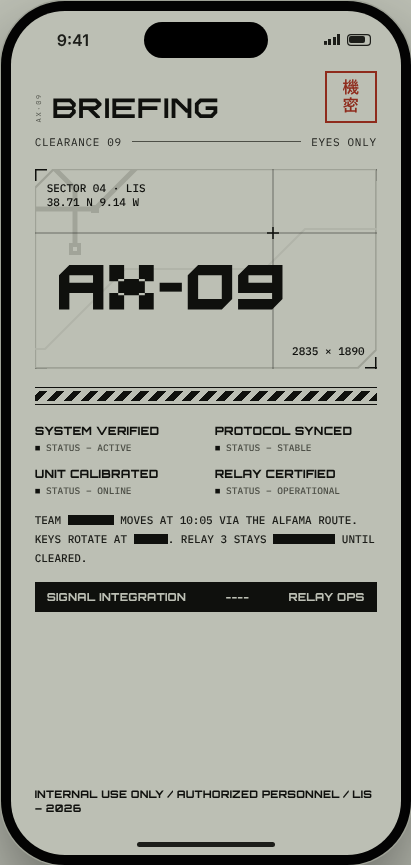 9:41
AX-09
BRIEFING
機
密
CLEARANCE 09
EYES ONLY
SECTOR 04 · LIS
38.71 N 9.14 W
AX-09
2835 × 1890
SYSTEM VERIFIED
■ STATUS – ACTIVE
PROTOCOL SYNCED
■ STATUS – STABLE
UNIT CALIBRATED
■ STATUS – ONLINE
RELAY CERTIFIED
■ STATUS – OPERATIONAL
TEAM MOVES AT 10:05 VIA THE ALFAMA ROUTE.
KEYS ROTATE AT . RELAY 3 STAYS UNTIL
CLEARED.
SIGNAL INTEGRATION ---- RELAY OPS
INTERNAL USE ONLY / AUTHORIZED PERSONNEL / LIS
– 2026